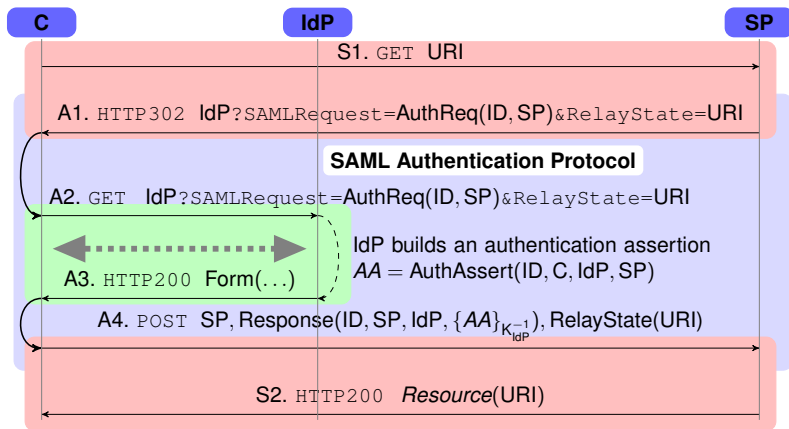 C IdP SP
S1. GET URI
A1. HTTP302 IdP?SAMLRequest=AuthReq(ID, SP)&RelayState=URI
SAML Authentication Protocol
A2. GET IdP?SAMLRequest=AuthReq(ID, SP)&RelayState=URI
IdP builds an authentication assertion
AA = AuthAssert(ID, C, IdP, SP)
A3. HTTP200 Form(...)
A4. POST SP, Response(ID, SP, IdP, {AA}K⁻¹IdP), RelayState(URI)
S2. HTTP200 Resource(URI)